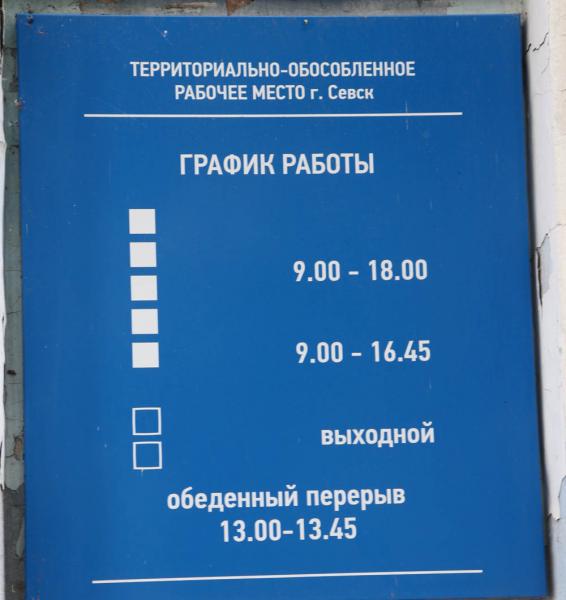 ТЕРРИТОРИАЛЬНО-ОБОСОБЛЕННОЕ
РАБОЧЕЕ МЕСТО г. Севск
ГРАФИК РАБОТЫ
9.00 - 18.00
9.00 - 16.45
выходной
обеденный перерыв
13.00-13.45